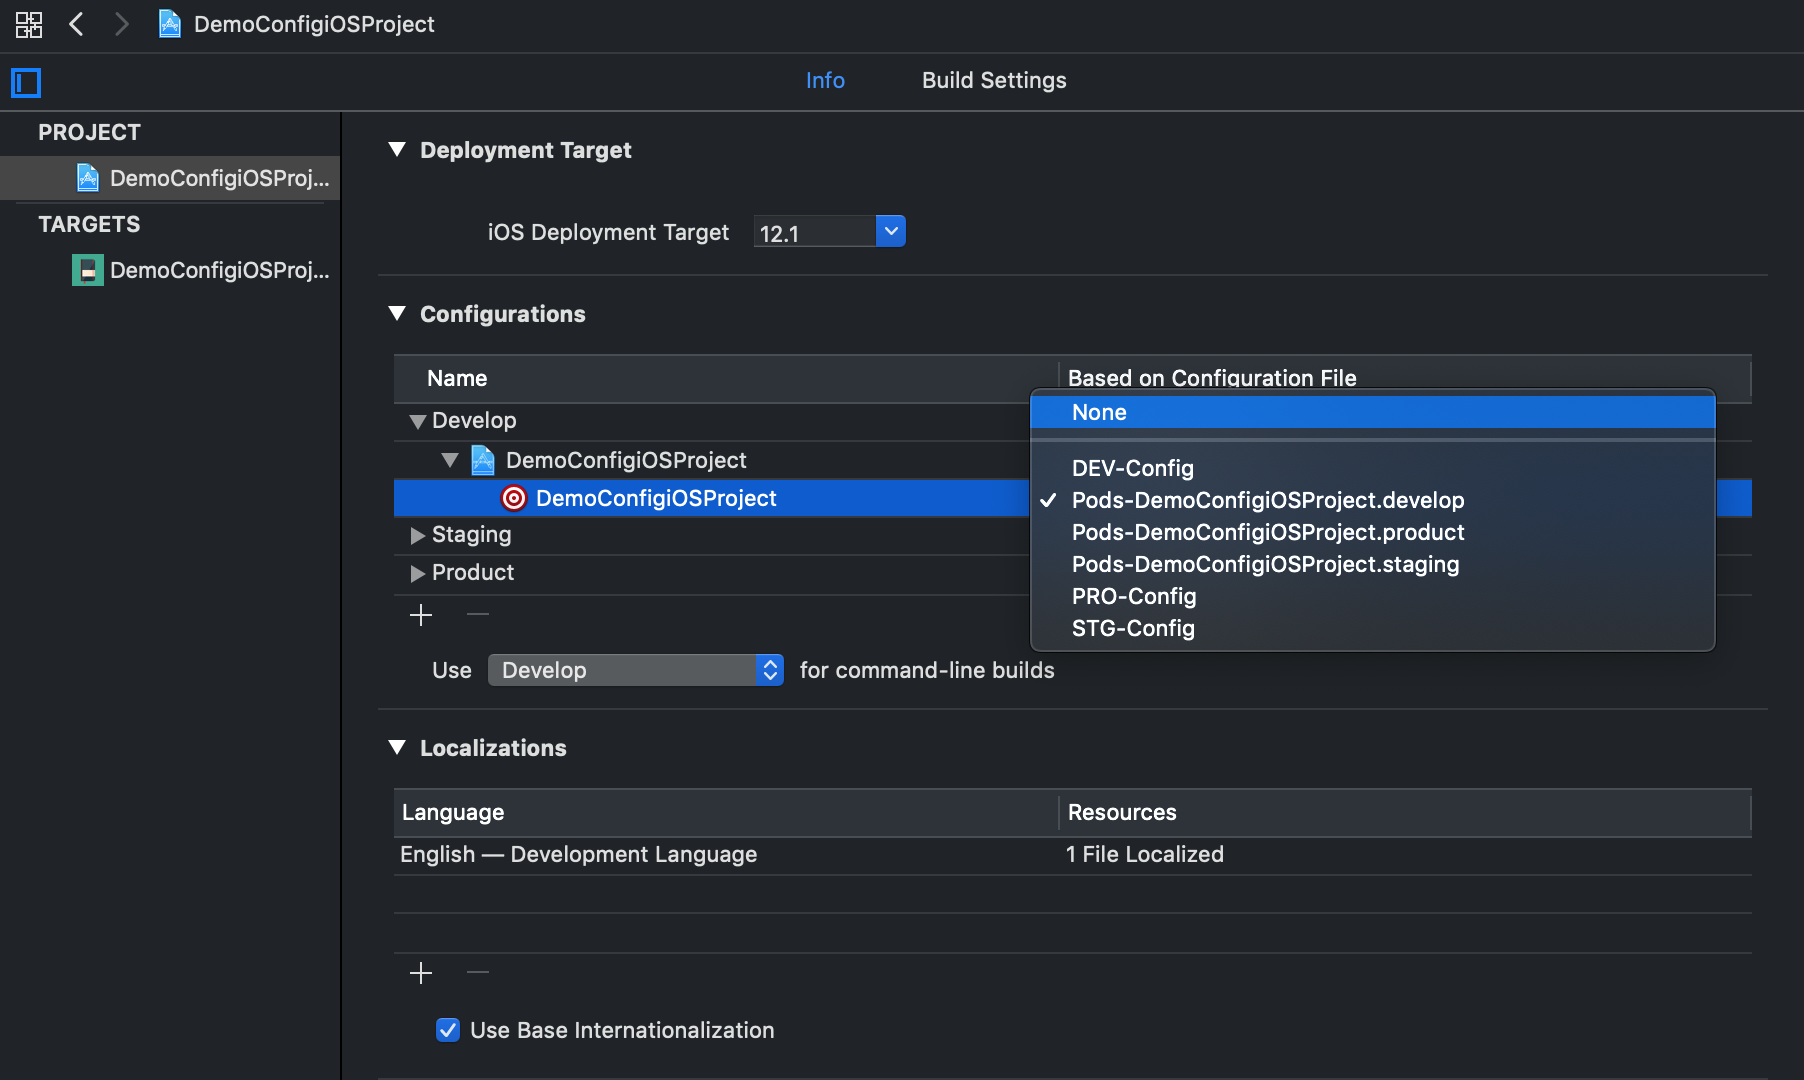 DemoConfigiOSProject
Info
Build Settings
PROJECT
DemoConfigiOSProj...
TARGETS
DemoConfigiOSProj...
Deployment Target
iOS Deployment Target 12.1
Configurations
Name
Based on Configuration File
Develop
DemoConfigiOSProject
DemoConfigiOSProject
Staging
Product
None
DEV-Config
Pods-DemoConfigiOSProject.develop
Pods-DemoConfigiOSProject.product
Pods-DemoConfigiOSProject.staging
PRO-Config
STG-Config
Use Develop for command-line builds
Localizations
Language
Resources
English — Development Language
1 File Localized
Use Base Internationalization